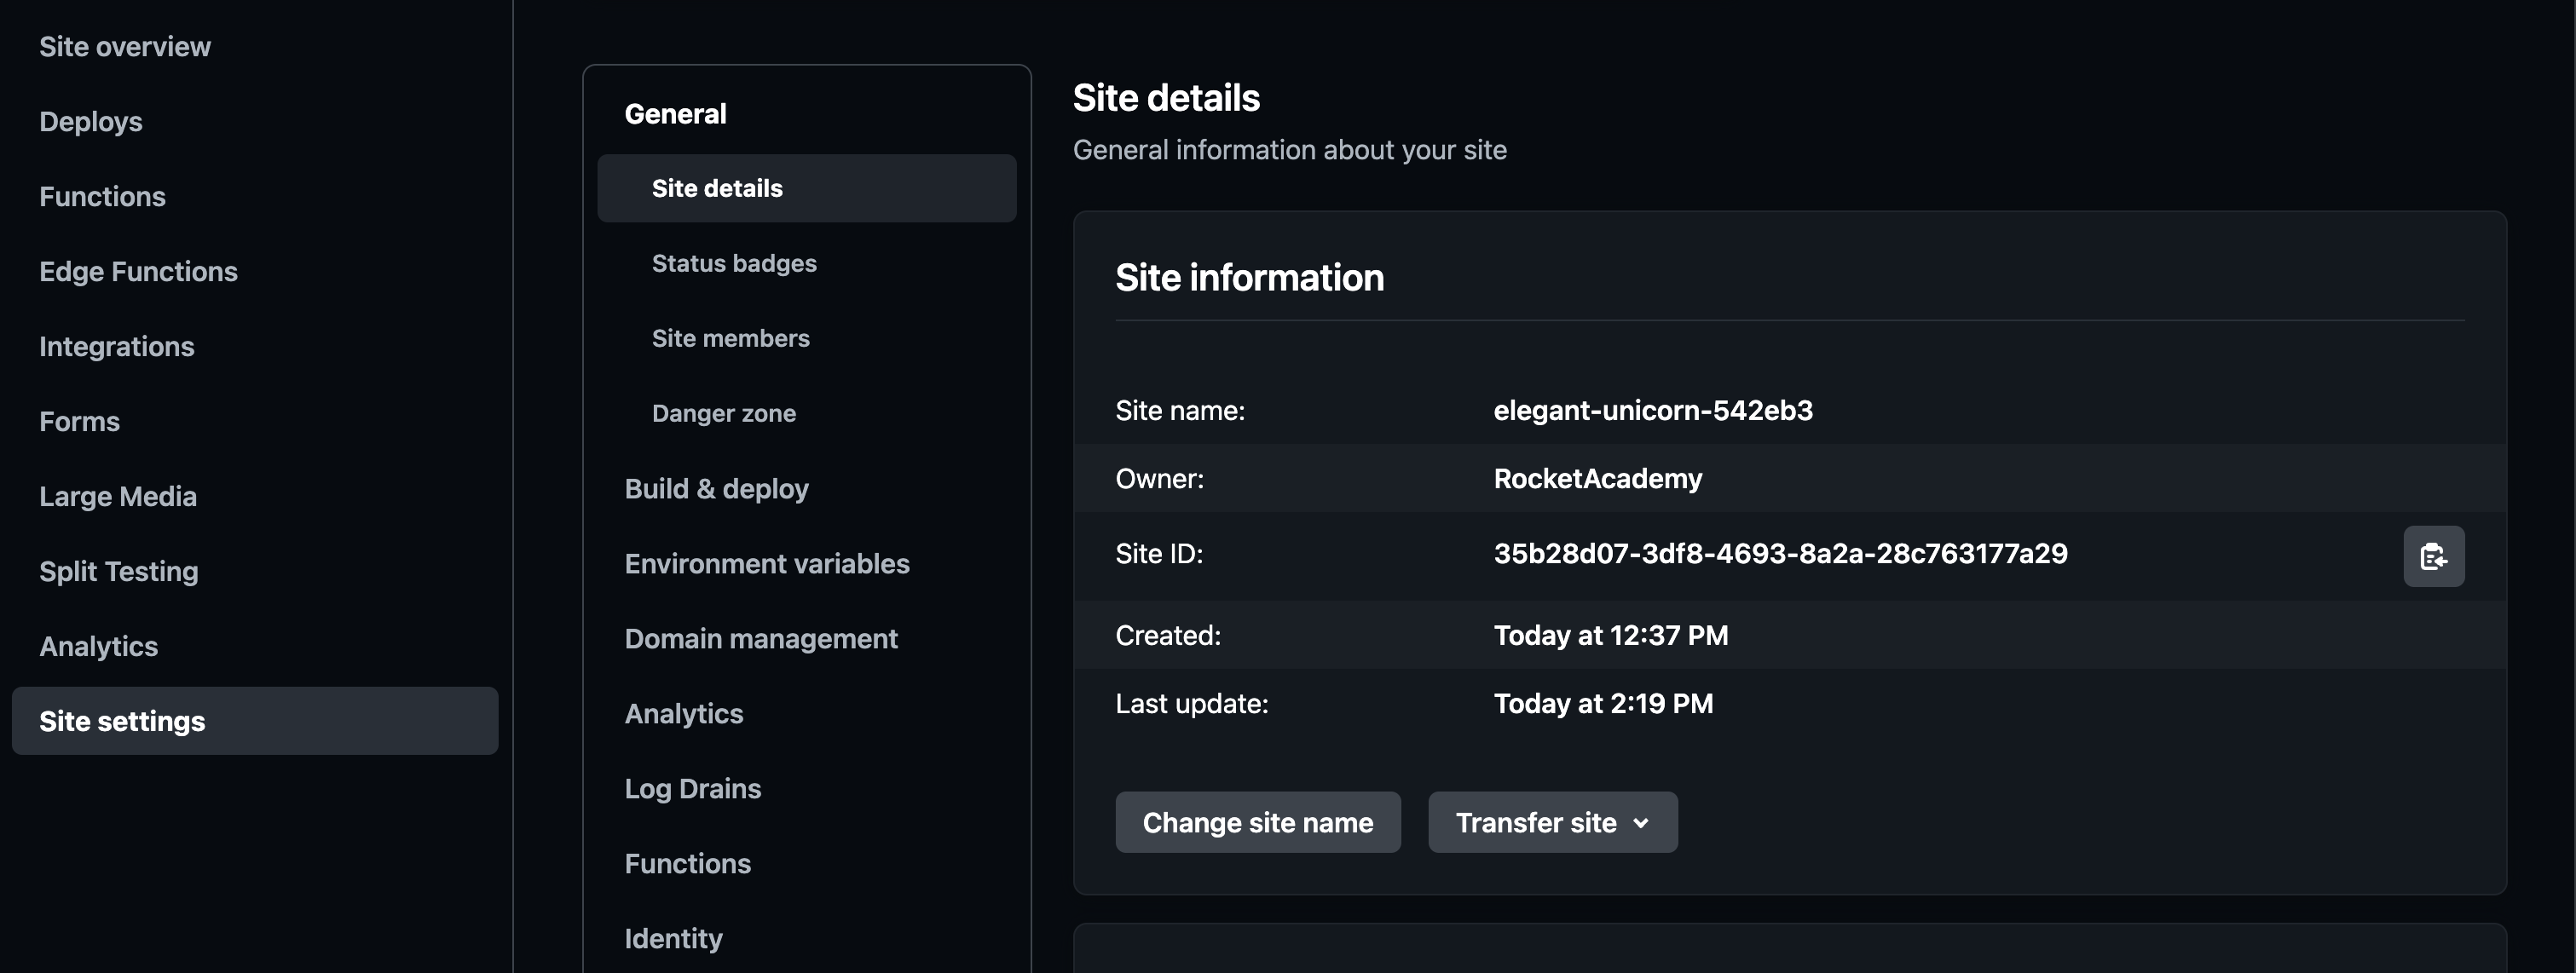 Site overview
Deploys
Functions
Edge Functions
Integrations
Forms
Large Media
Split Testing
Analytics
Site settings
General
Site details
Status badges
Site members
Danger zone
Build & deploy
Environment variables
Domain management
Analytics
Log Drains
Functions
Identity
Site details
General information about your site
Site information
Site name: elegant-unicorn-542eb3
Owner: RocketAcademy
Site ID: 35b28d07-3df8-4693-8a2a-28c763177a29
Created: Today at 12:37 PM
Last update: Today at 2:19 PM
Change site name Transfer site